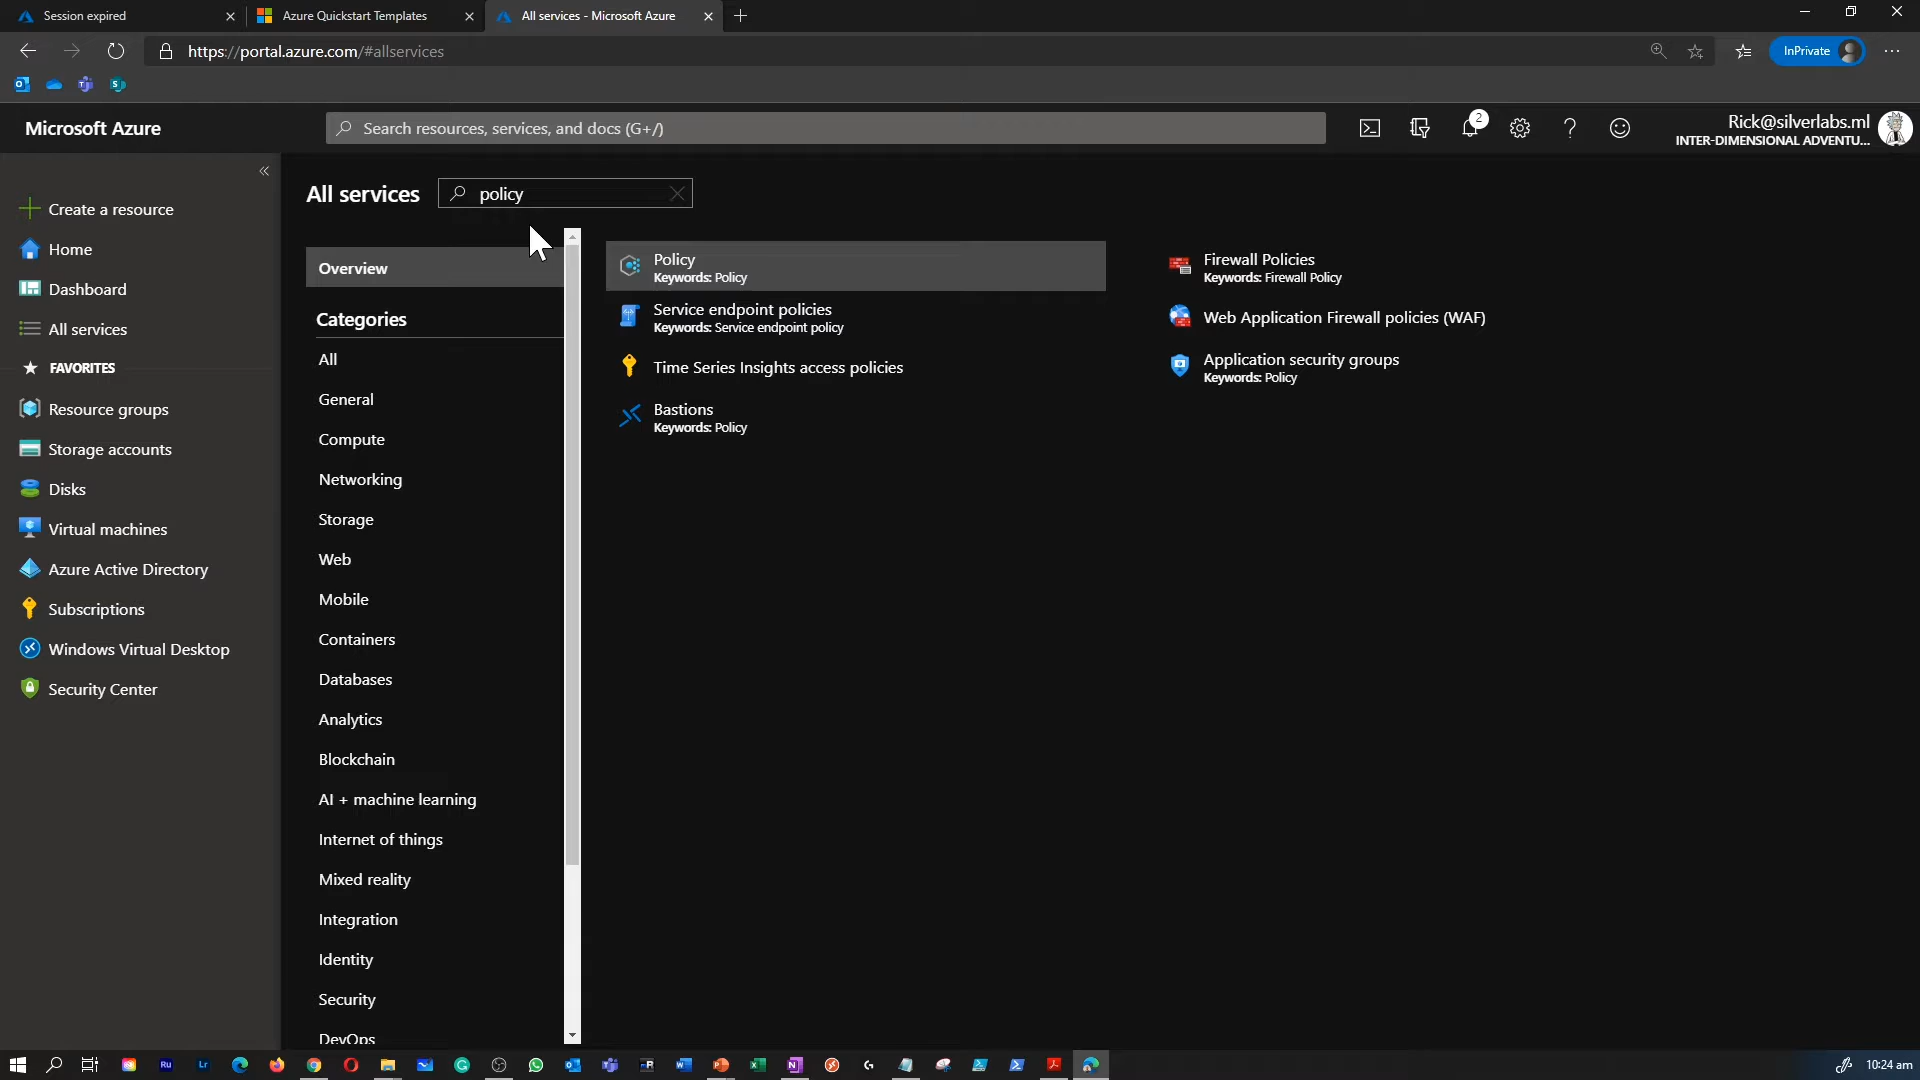 Session expired
Azure Quickstart Templates
All services - Microsoft Azure
https://portal.azure.com/#allservices
InPrivate
Microsoft Azure
Search resources, services, and docs (G+/)
2
Rick@silverlabs.ml
INTER-DIMENSIONAL ADVENTU...
All services
policy
Create a resource
Home
Dashboard
All services
FAVORITES
Resource groups
Storage accounts
Disks
Virtual machines
Azure Active Directory
Subscriptions
Windows Virtual Desktop
Security Center
Overview
Categories
All
General
Compute
Networking
Storage
Web
Mobile
Containers
Databases
Analytics
Blockchain
AI + machine learning
Internet of things
Mixed reality
Integration
Identity
Security
DevOps
Policy
Keywords: Policy
Service endpoint policies
Keywords: Service endpoint policy
Time Series Insights access policies
Bastions
Keywords: Policy
Firewall Policies
Keywords: Firewall Policy
Web Application Firewall policies (WAF)
Application security groups
Keywords: Policy
Ru
Lr
10:24 am